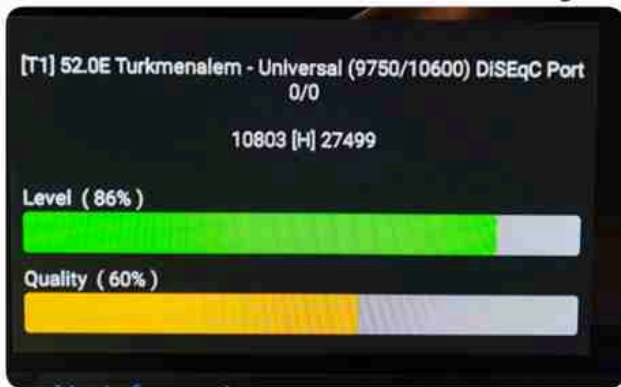 [T1] 52.0E Turkmenalem - Universal (9750/10600) DiSEqC Port
0/0
10803 [H] 27499
Level ( 86% )
Quality ( 60% )